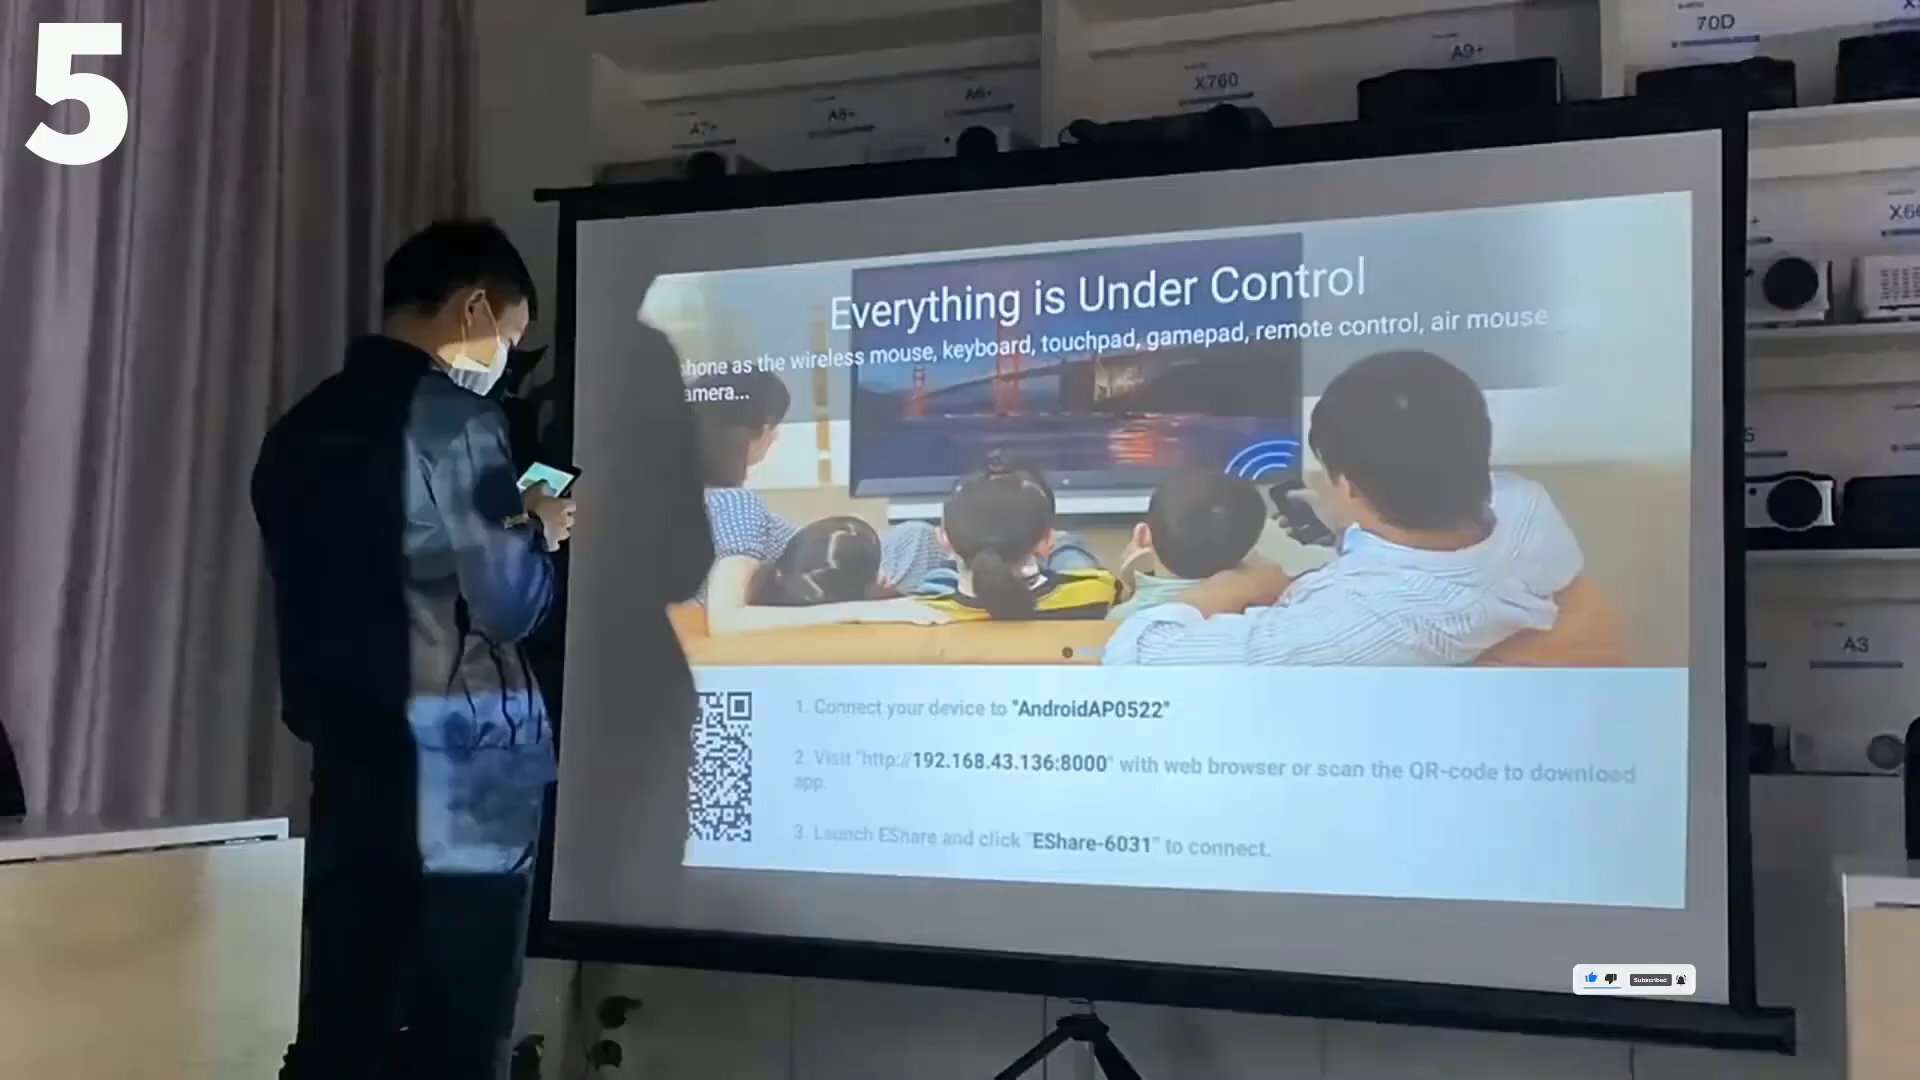 5
70D
A9+
X760
A6+
A8+
A7+
Everything is Under Control
phone as the wireless mouse, keyboard, touchpad, gamepad, remote control, air mouse
amera...
A3
1. Connect your device to "AndroidAP0522"
2. Visit "http://192.168.43.136:8000" with web browser or scan the QR-code to download
app.
3. Launch EShare and click "EShare-6031" to connect.
Subscribed